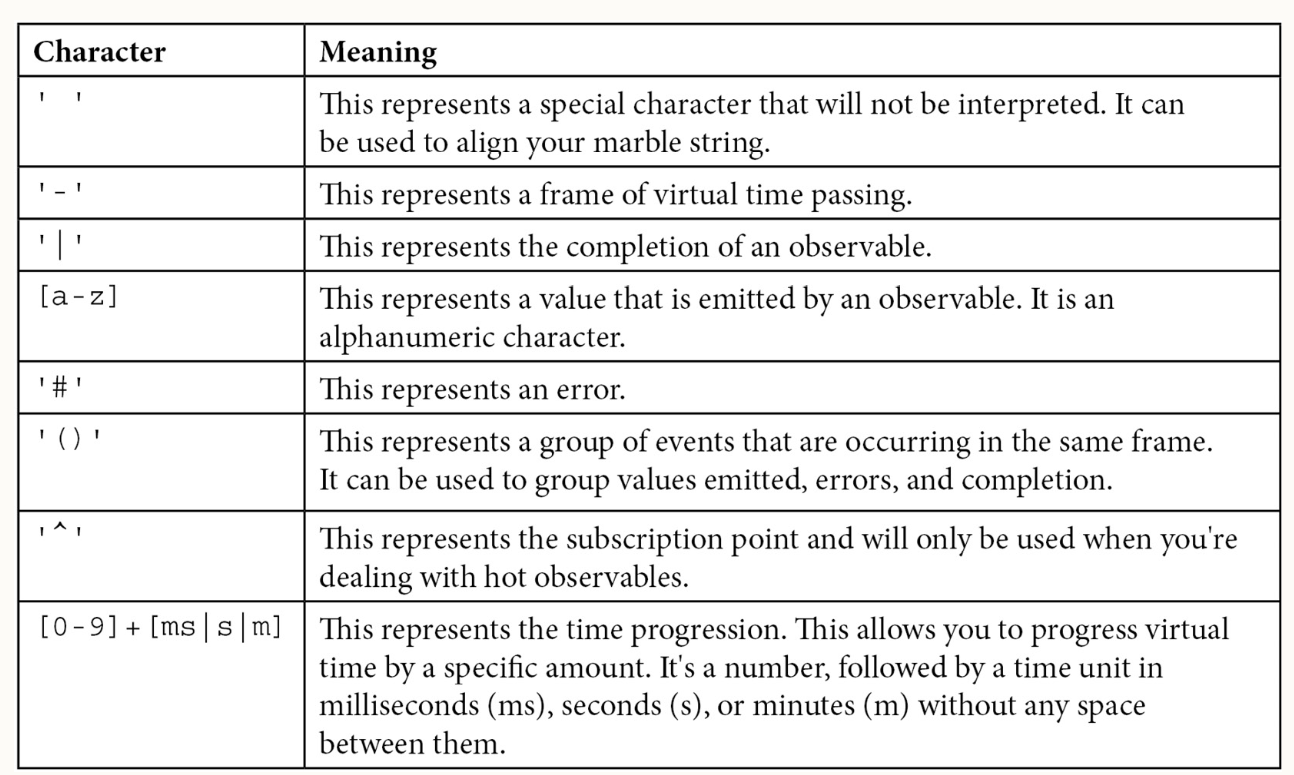 Character Meaning
' ' This represents a special character that will not be interpreted. It can
be used to align your marble string.
'-' This represents a frame of virtual time passing.
'|' This represents the completion of an observable.
[a-z] This represents a value that is emitted by an observable. It is an
alphanumeric character.
'#' This represents an error.
'()' This represents a group of events that are occurring in the same frame.
It can be used to group values emitted, errors, and completion.
'^' This represents the subscription point and will only be used when you're
dealing with hot observables.
[0-9]+[ms|s|m] This represents the time progression. This allows you to progress virtual
time by a specific amount. It's a number, followed by a time unit in
milliseconds (ms), seconds (s), or minutes (m) without any space
between them.